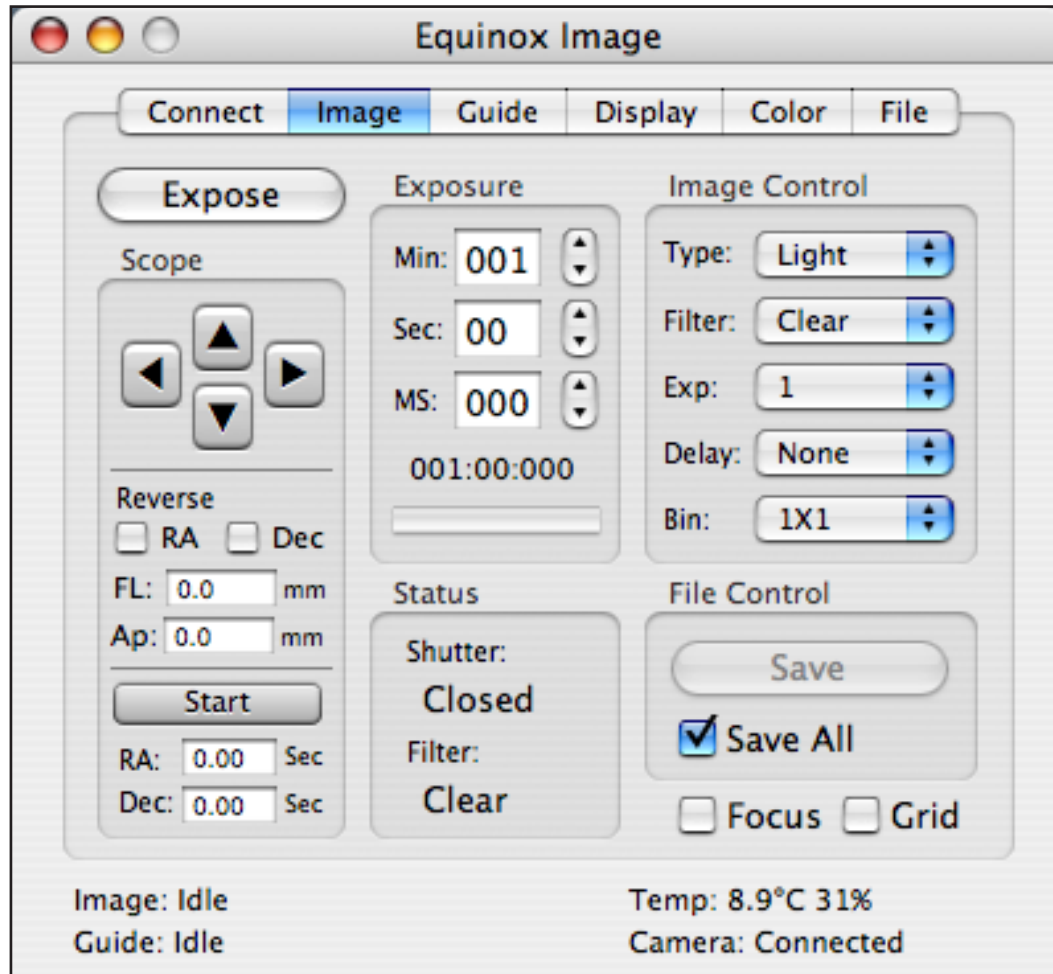 Equinox Image
Connect Image Guide Display Color File
Expose
Scope
Reverse
RA Dec
FL: 0.0 mm
Ap: 0.0 mm
Start
RA: 0.00 Sec
Dec: 0.00 Sec
Exposure
Min: 001
Sec: 00
MS: 000
001:00:000
Status
Shutter:
Closed
Filter:
Clear
Image Control
Type: Light
Filter: Clear
Exp: 1
Delay: None
Bin: 1X1
File Control
Save
Save All
Focus Grid
Image: Idle
Guide: Idle
Temp: 8.9°C 31%
Camera: Connected